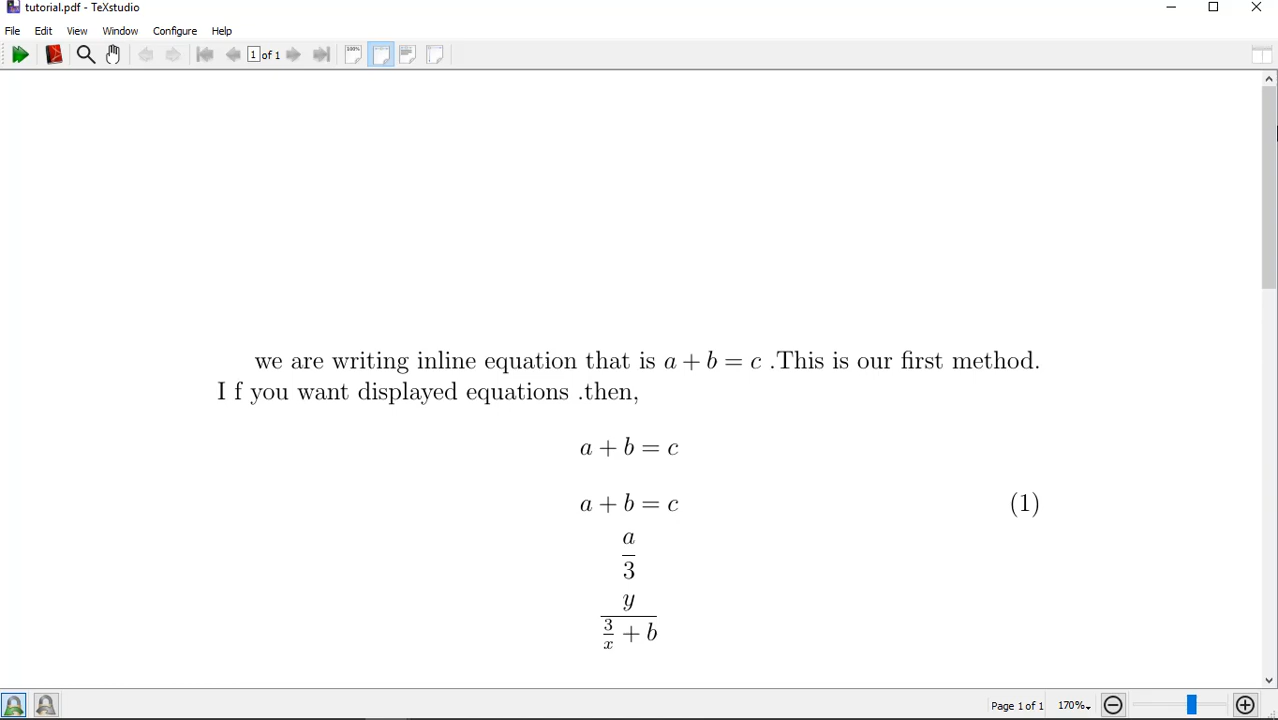 tutorial.pdf - TeXstudio
File Edit View Window Configure Help
1 of 1 100%
we are writing inline equation that is a + b = c .This is our first method.
I f you want displayed equations .then,
a + b = c
a + b = c (1)
a
3
y
3
x + b
Page 1 of 1 170%